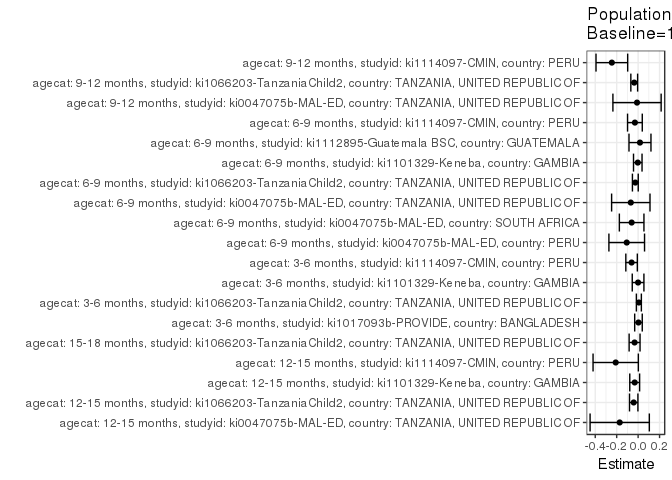 Population
Baseline=1
agecat: 9-12 months, studyid: ki1114097-CMIN, country: PERU
agecat: 9-12 months, studyid: ki1066203-TanzaniaChild2, country: TANZANIA, UNITED REPUBLIC OF
agecat: 9-12 months, studyid: ki0047075b-MAL-ED, country: TANZANIA, UNITED REPUBLIC OF
agecat: 6-9 months, studyid: ki1114097-CMIN, country: PERU
agecat: 6-9 months, studyid: ki1112895-Guatemala BSC, country: GUATEMALA
agecat: 6-9 months, studyid: ki1101329-Keneba, country: GAMBIA
agecat: 6-9 months, studyid: ki1066203-TanzaniaChild2, country: TANZANIA, UNITED REPUBLIC OF
agecat: 6-9 months, studyid: ki0047075b-MAL-ED, country: TANZANIA, UNITED REPUBLIC OF
agecat: 6-9 months, studyid: ki0047075b-MAL-ED, country: SOUTH AFRICA
agecat: 6-9 months, studyid: ki0047075b-MAL-ED, country: PERU
agecat: 3-6 months, studyid: ki1114097-CMIN, country: PERU
agecat: 3-6 months, studyid: ki1101329-Keneba, country: GAMBIA
agecat: 3-6 months, studyid: ki1066203-TanzaniaChild2, country: TANZANIA, UNITED REPUBLIC OF
agecat: 3-6 months, studyid: ki1017093b-PROVIDE, country: BANGLADESH
agecat: 15-18 months, studyid: ki1066203-TanzaniaChild2, country: TANZANIA, UNITED REPUBLIC OF
agecat: 12-15 months, studyid: ki1114097-CMIN, country: PERU
agecat: 12-15 months, studyid: ki1101329-Keneba, country: GAMBIA
agecat: 12-15 months, studyid: ki1066203-TanzaniaChild2, country: TANZANIA, UNITED REPUBLIC OF
agecat: 12-15 months, studyid: ki0047075b-MAL-ED, country: TANZANIA, UNITED REPUBLIC OF
-0.4 -0.2 0.0 0.2
Estimate